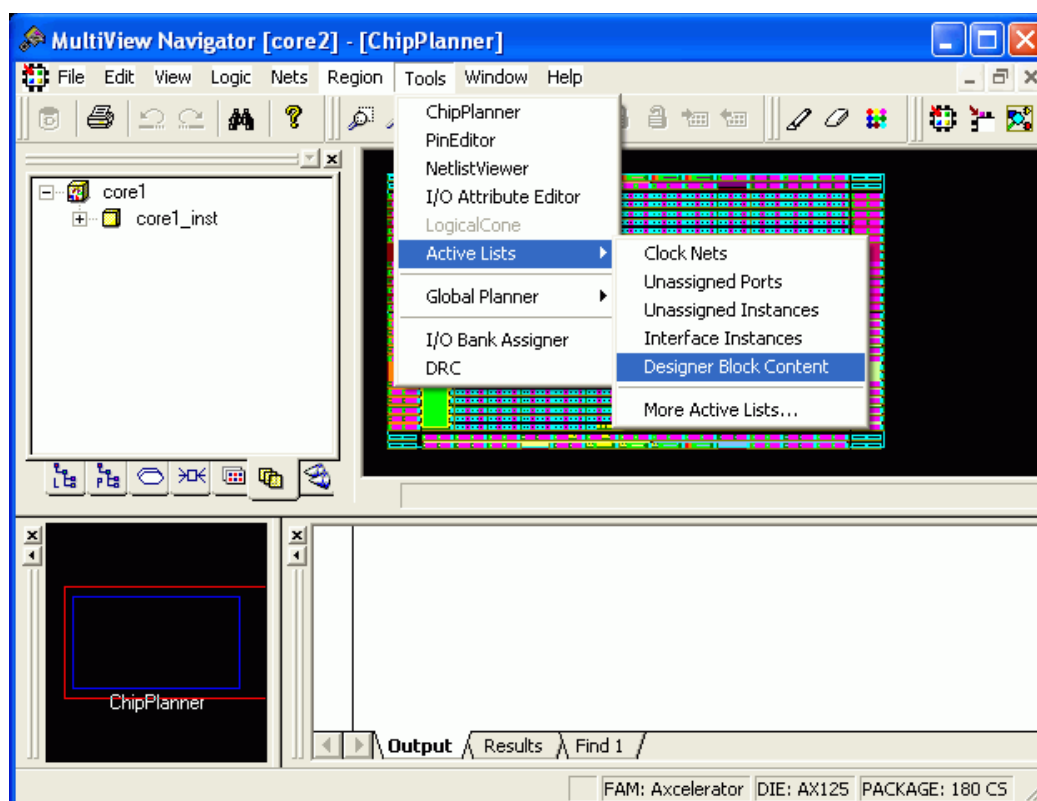 MultiView Navigator [core2] - [ChipPlanner]
File Edit View Logic Nets Region Tools Window Help
ChipPlanner
PinEditor
NetlistViewer
I/O Attribute Editor
LogicalCone
Active Lists
Global Planner
I/O Bank Assigner
DRC
Clock Nets
Unassigned Ports
Unassigned Instances
Interface Instances
Designer Block Content
More Active Lists...
core1
core1_inst
L P
ChipPlanner
Output Results Find 1
FAM: Axcelerator DIE: AX125 PACKAGE: 180 CS